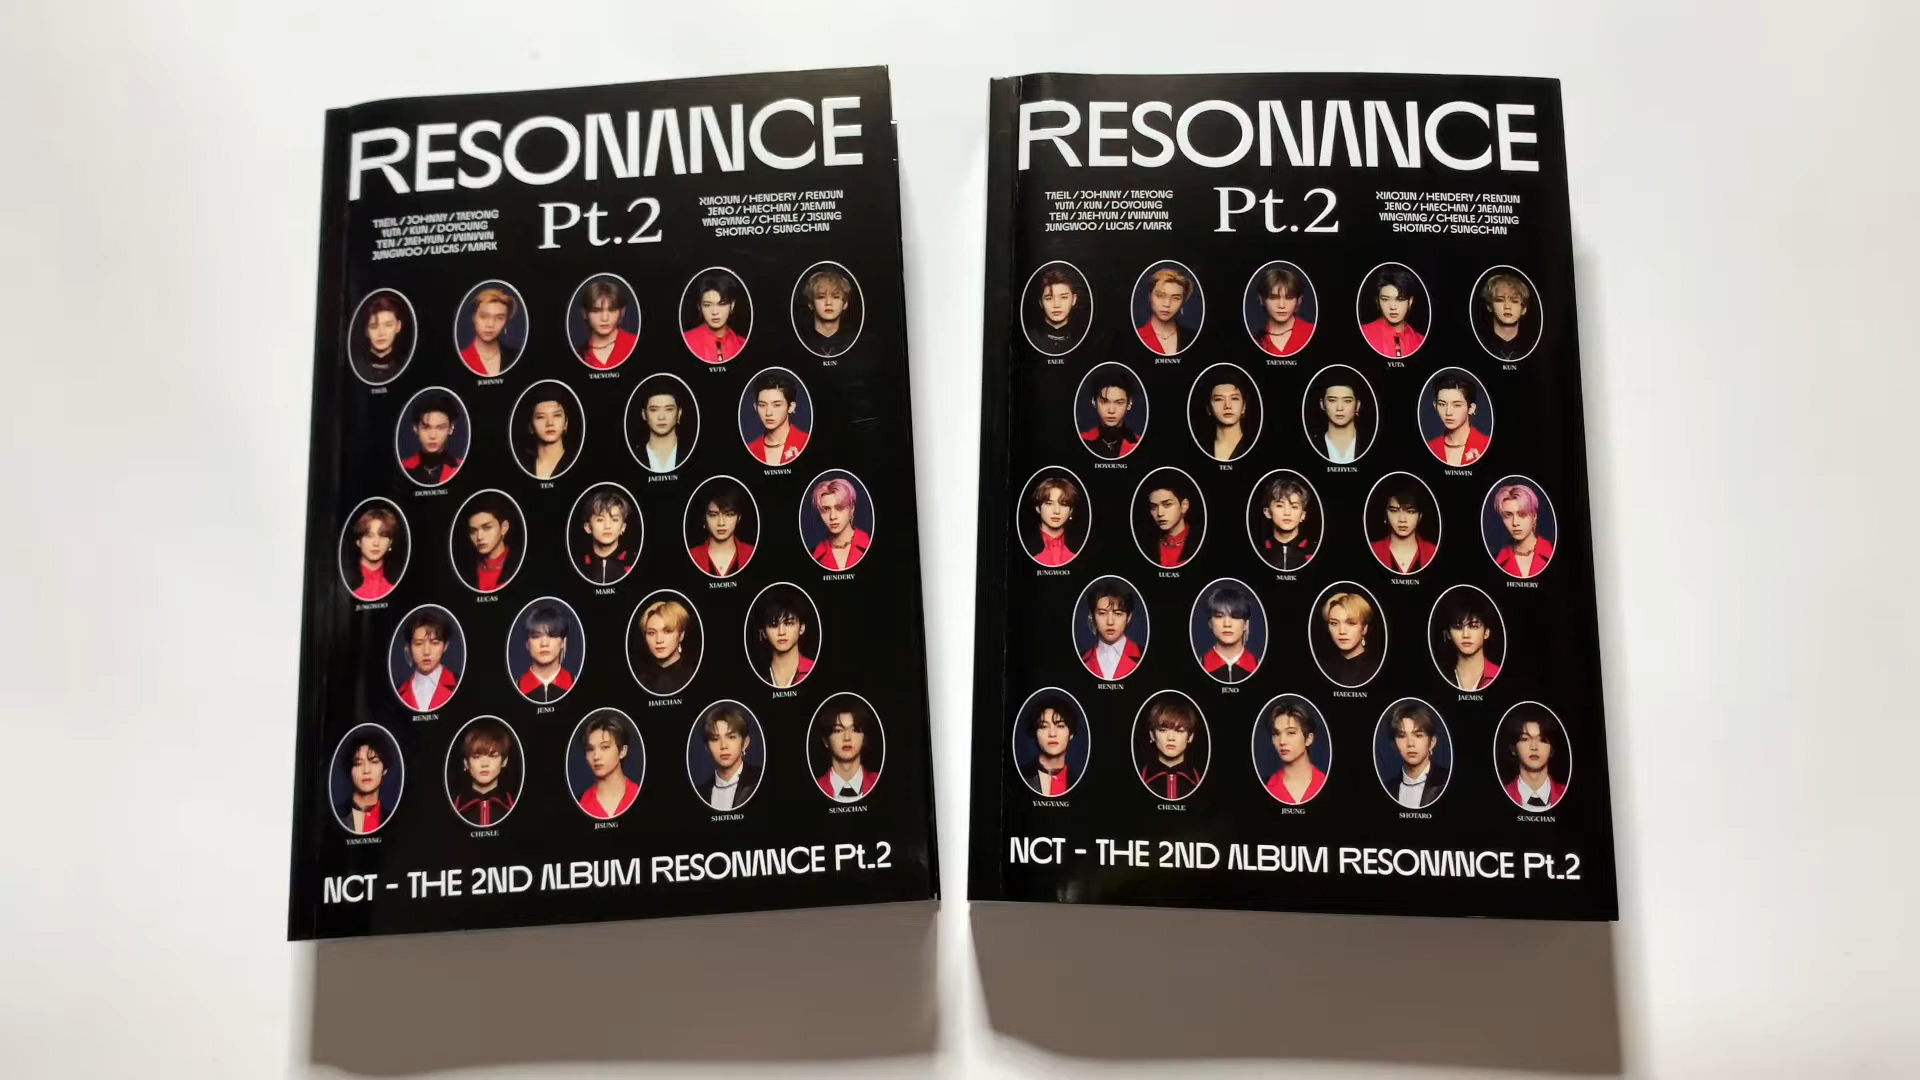 RESONANCE
TAEIL / JOHNNY / TAEYONG
YUTA / KUN / DOYOUNG
TEN / JAEHYUN / WINWIN
JUNGWOO / LUCAS / MARK
Pt.2
XIAOJUN / HENDERY / RENJUN
JENO / HAECHAN / JAEMIN
YANGYANG / CHENLE / JISUNG
SHOTARO / SUNGCHAN
TAEIL JOHNNY TAEYONG YUTA KUN
DOYOUNG TEN JAEHYUN WINWIN
JUNGWOO LUCAS MARK XIAOJUN HENDERY
RENJUN JENO HAECHAN JAEMIN
YANGYANG CHENLE JISUNG SHOTARO SUNGCHAN
NCT - THE 2ND ALBUM RESONANCE Pt.2
RESONANCE
TAEIL / JOHNNY / TAEYONG
YUTA / KUN / DOYOUNG
TEN / JAEHYUN / WINWIN
JUNGWOO / LUCAS / MARK
Pt.2
XIAOJUN / HENDERY / RENJUN
JENO / HAECHAN / JAEMIN
YANGYANG / CHENLE / JISUNG
SHOTARO / SUNGCHAN
TAEIL JOHNNY TAEYONG YUTA KUN
DOYOUNG TEN JAEHYUN WINWIN
JUNGWOO LUCAS MARK XIAOJUN HENDERY
RENJUN JENO HAECHAN JAEMIN
YANGYANG CHENLE JISUNG SHOTARO SUNGCHAN
NCT - THE 2ND ALBUM RESONANCE Pt.2